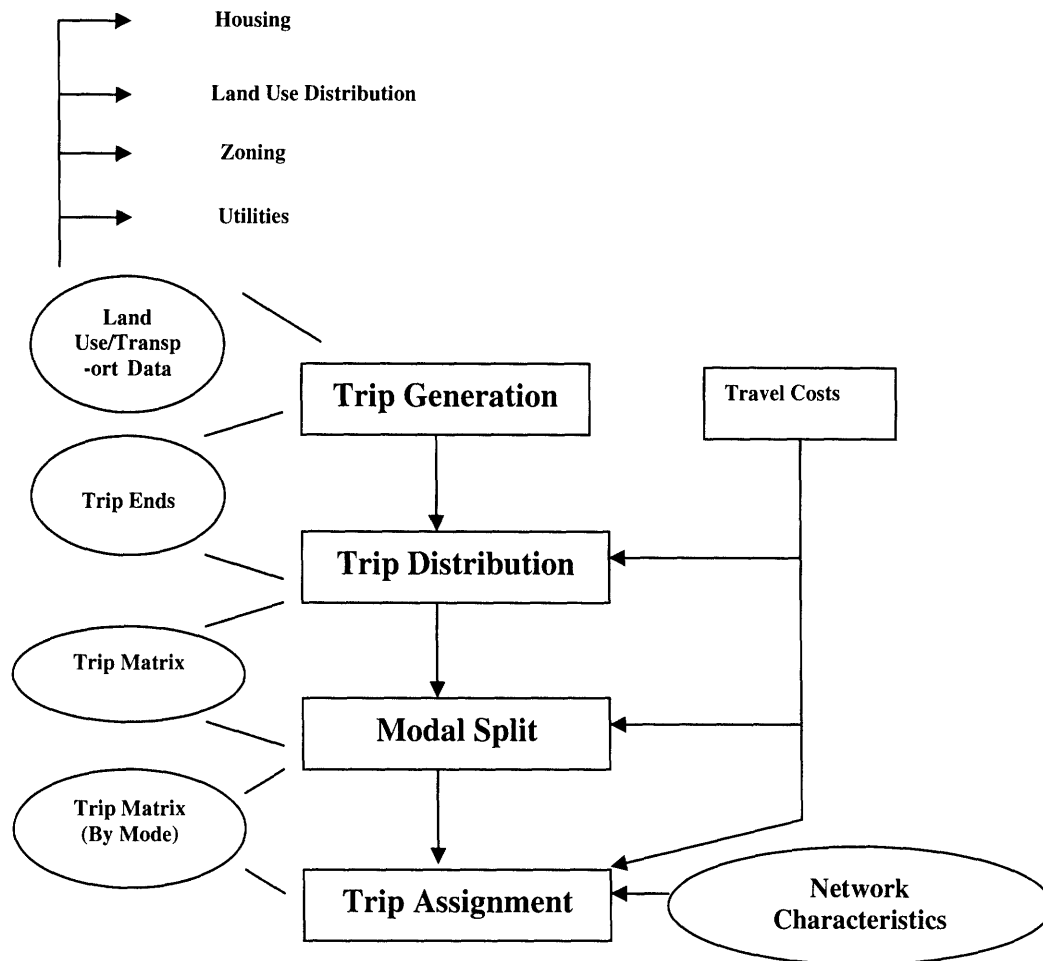 Housing
Land Use Distribution
Zoning
Utilities
Land
Use/Transp
-ort Data
Trip Generation
Travel Costs
Trip Ends
Trip Distribution
Trip Matrix
Modal Split
Trip Matrix
(By Mode)
Trip Assignment
Network
Characteristics